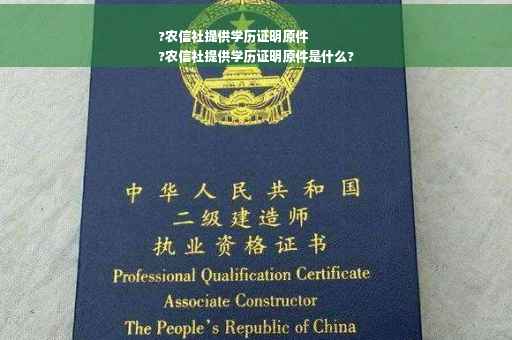 ?农信社提供学历证明原件
?农信社提供学历证明原件是什么?
中华人民共和国
二级建造师
执业资格证书
Professional Qualification Certificate
Associate Constructor
The People's Republic of China